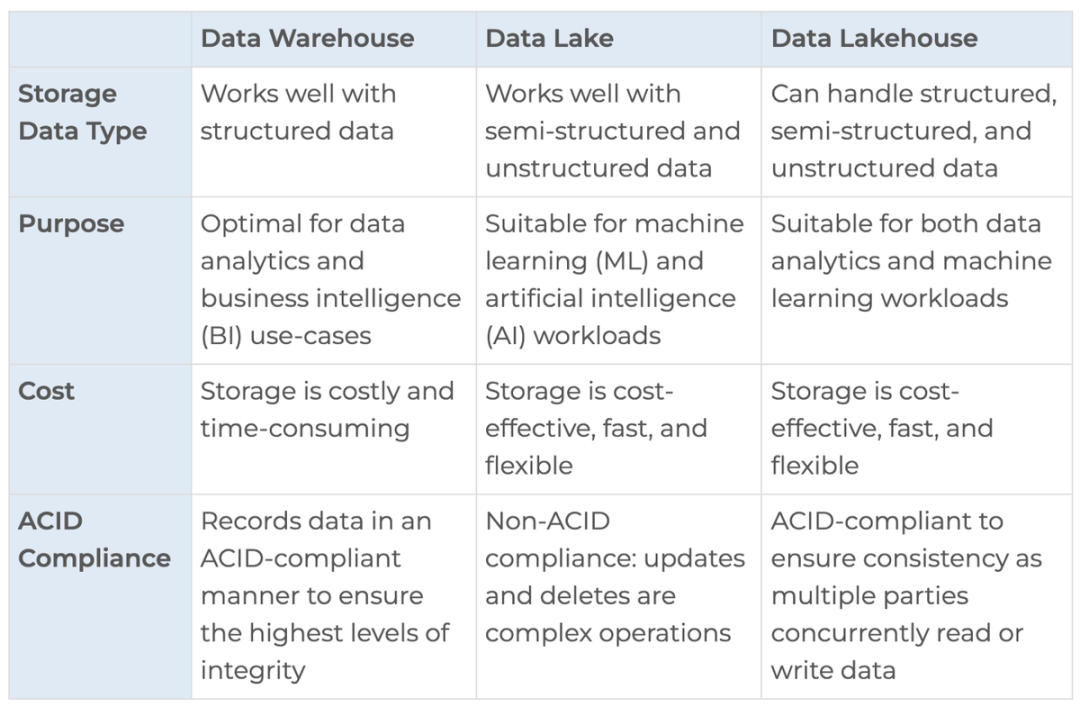 Data Warehouse
Data Lake
Data Lakehouse
Storage
Data Type
Works well with
structured data
Works well with
semi-structured and
unstructured data
Can handle structured,
semi-structured, and
unstructured data
Purpose
Optimal for data
analytics and
business intelligence
(BI) use-cases
Suitable for machine
learning (ML) and
artificial intelligence
(AI) workloads
Suitable for both data
analytics and machine
learning workloads
Cost
Storage is costly and
time-consuming
Storage is cost-
effective, fast, and
flexible
Storage is cost-
effective, fast, and
flexible
ACID
Compliance
Records data in an
ACID-compliant
manner to ensure
the highest levels of
integrity
Non-ACID
compliance: updates
and deletes are
complex operations
ACID-compliant to
ensure consistency as
multiple parties
concurrently read or
write data